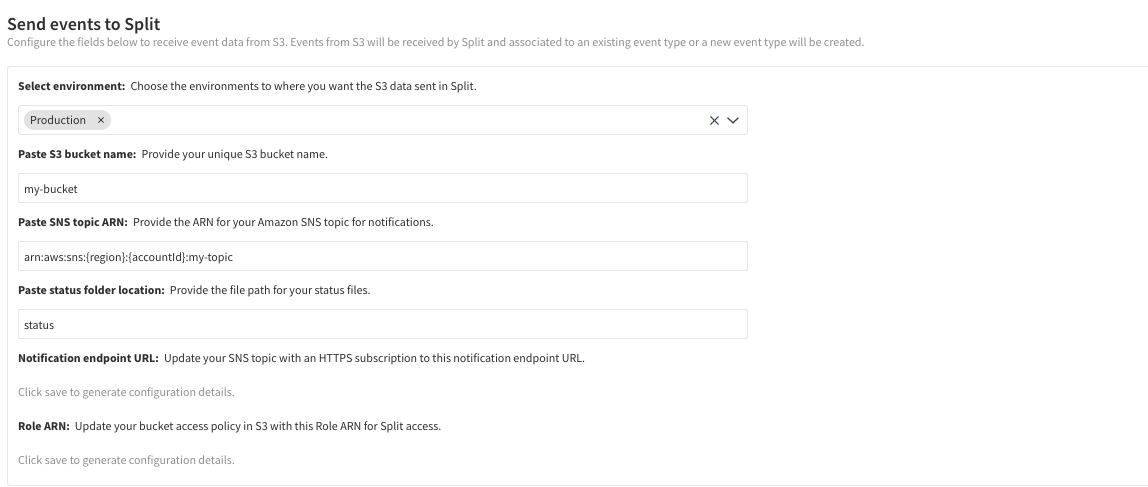 Send events to Split
Configure the fields below to receive event data from S3. Events from S3 will be received by Split and associated to an existing event type or a new event type will be created.
Select environment: Choose the environments to where you want the S3 data sent in Split.
Production ×
Paste S3 bucket name: Provide your unique S3 bucket name.
my-bucket
Paste SNS topic ARN: Provide the ARN for your Amazon SNS topic for notifications.
arn:aws:sns:{region}:{accountId}:my-topic
Paste status folder location: Provide the file path for your status files.
status
Notification endpoint URL: Update your SNS topic with an HTTPS subscription to this notification endpoint URL.
Click save to generate configuration details.
Role ARN: Update your bucket access policy in S3 with this Role ARN for Split access.
Click save to generate configuration details.